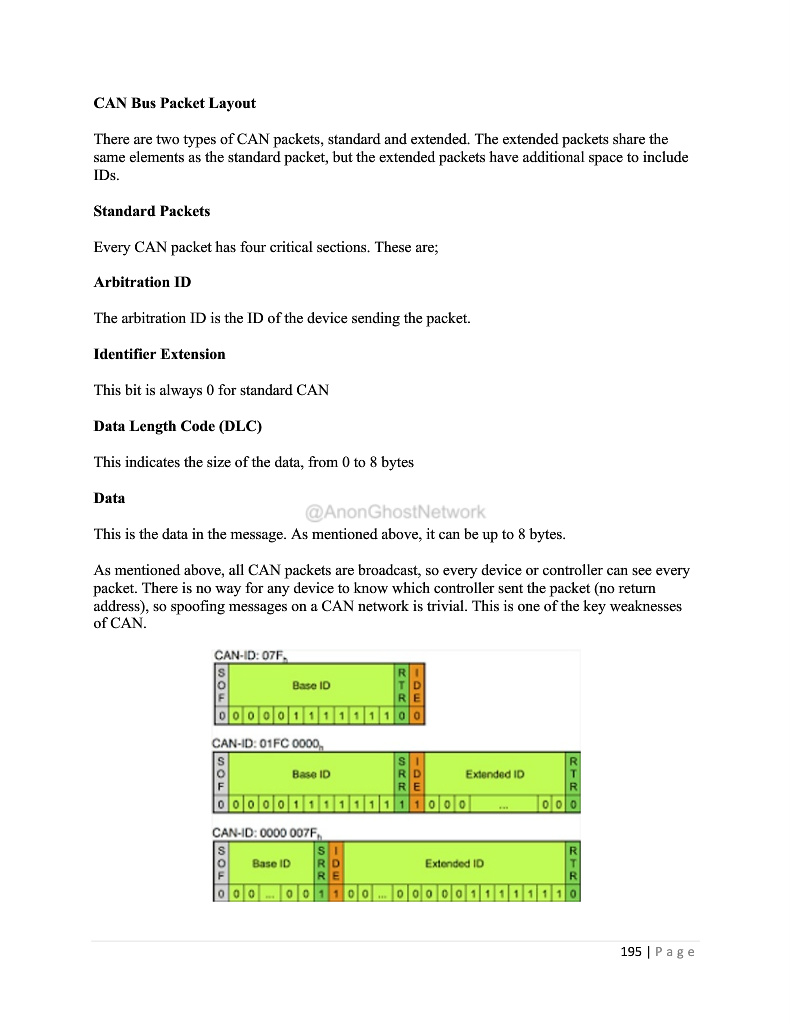 CAN Bus Packet Layout
There are two types of CAN packets, standard and extended. The extended packets share the
same elements as the standard packet, but the extended packets have additional space to include
IDs.
Standard Packets
Every CAN packet has four critical sections. These are;
Arbitration ID
The arbitration ID is the ID of the device sending the packet.
Identifier Extension
This bit is always 0 for standard CAN
Data Length Code (DLC)
This indicates the size of the data, from 0 to 8 bytes
Data
@AnonGhostNetwork
This is the data in the message. As mentioned above, it can be up to 8 bytes.
As mentioned above, all CAN packets are broadcast, so every device or controller can see every
packet. There is no way for any device to know which controller sent the packet (no return
address), so spoofing messages on a CAN network is trivial. This is one of the key weaknesses
of CAN.
CAN-ID: 07Fh
SOF Base ID RTR IDE
0 0 0 0 0 1 1 1 1 1 1 1 0 0
CAN-ID: 01FC 0000h
SOF Base ID SRR IDE Extended ID RTR
0 0 0 0 0 1 1 1 1 1 1 1 1 1 0 0 0 ... 0 0 0
CAN-ID: 0000 007Fh
SOF Base ID SRR IDE Extended ID RTR
0 0 0 ... 0 0 1 1 0 0 ... 0 0 0 0 0 1 1 1 1 1 1 1 0
195 | Page